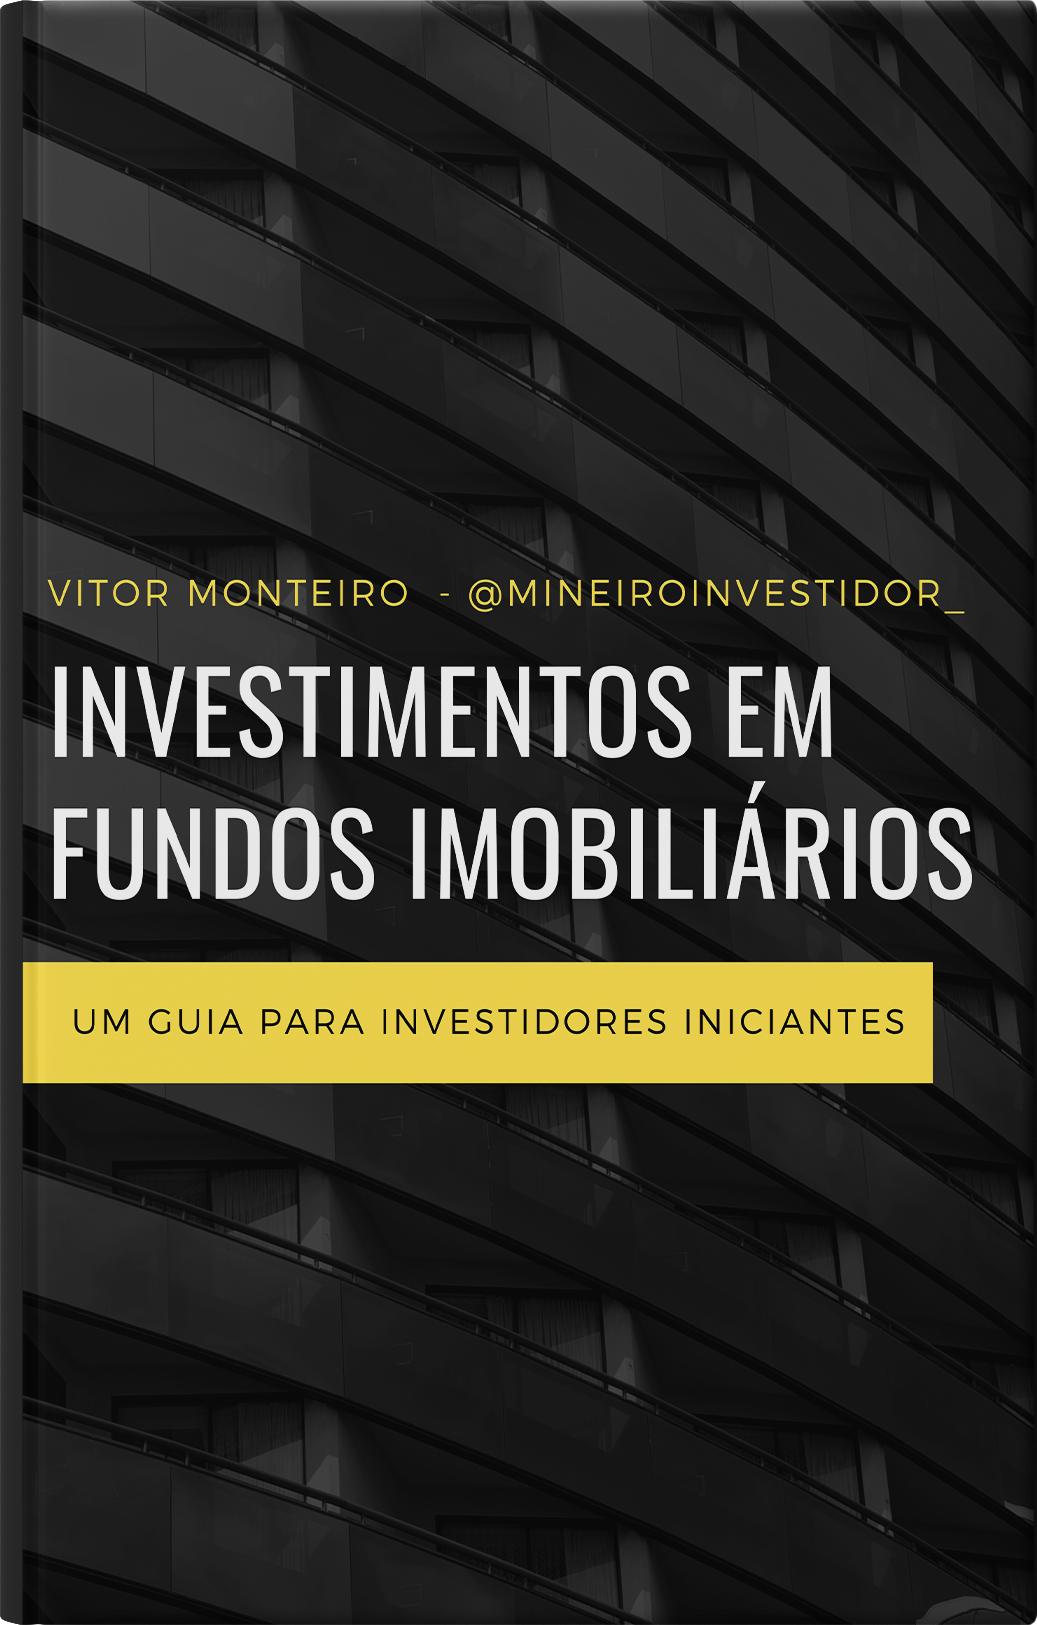 VITOR MONTEIRO - @MINEIROINVESTIDOR_
INVESTIMENTOS EM
FUNDOS IMOBILIÁRIOS
UM GUIA PARA INVESTIDORES INICIANTES